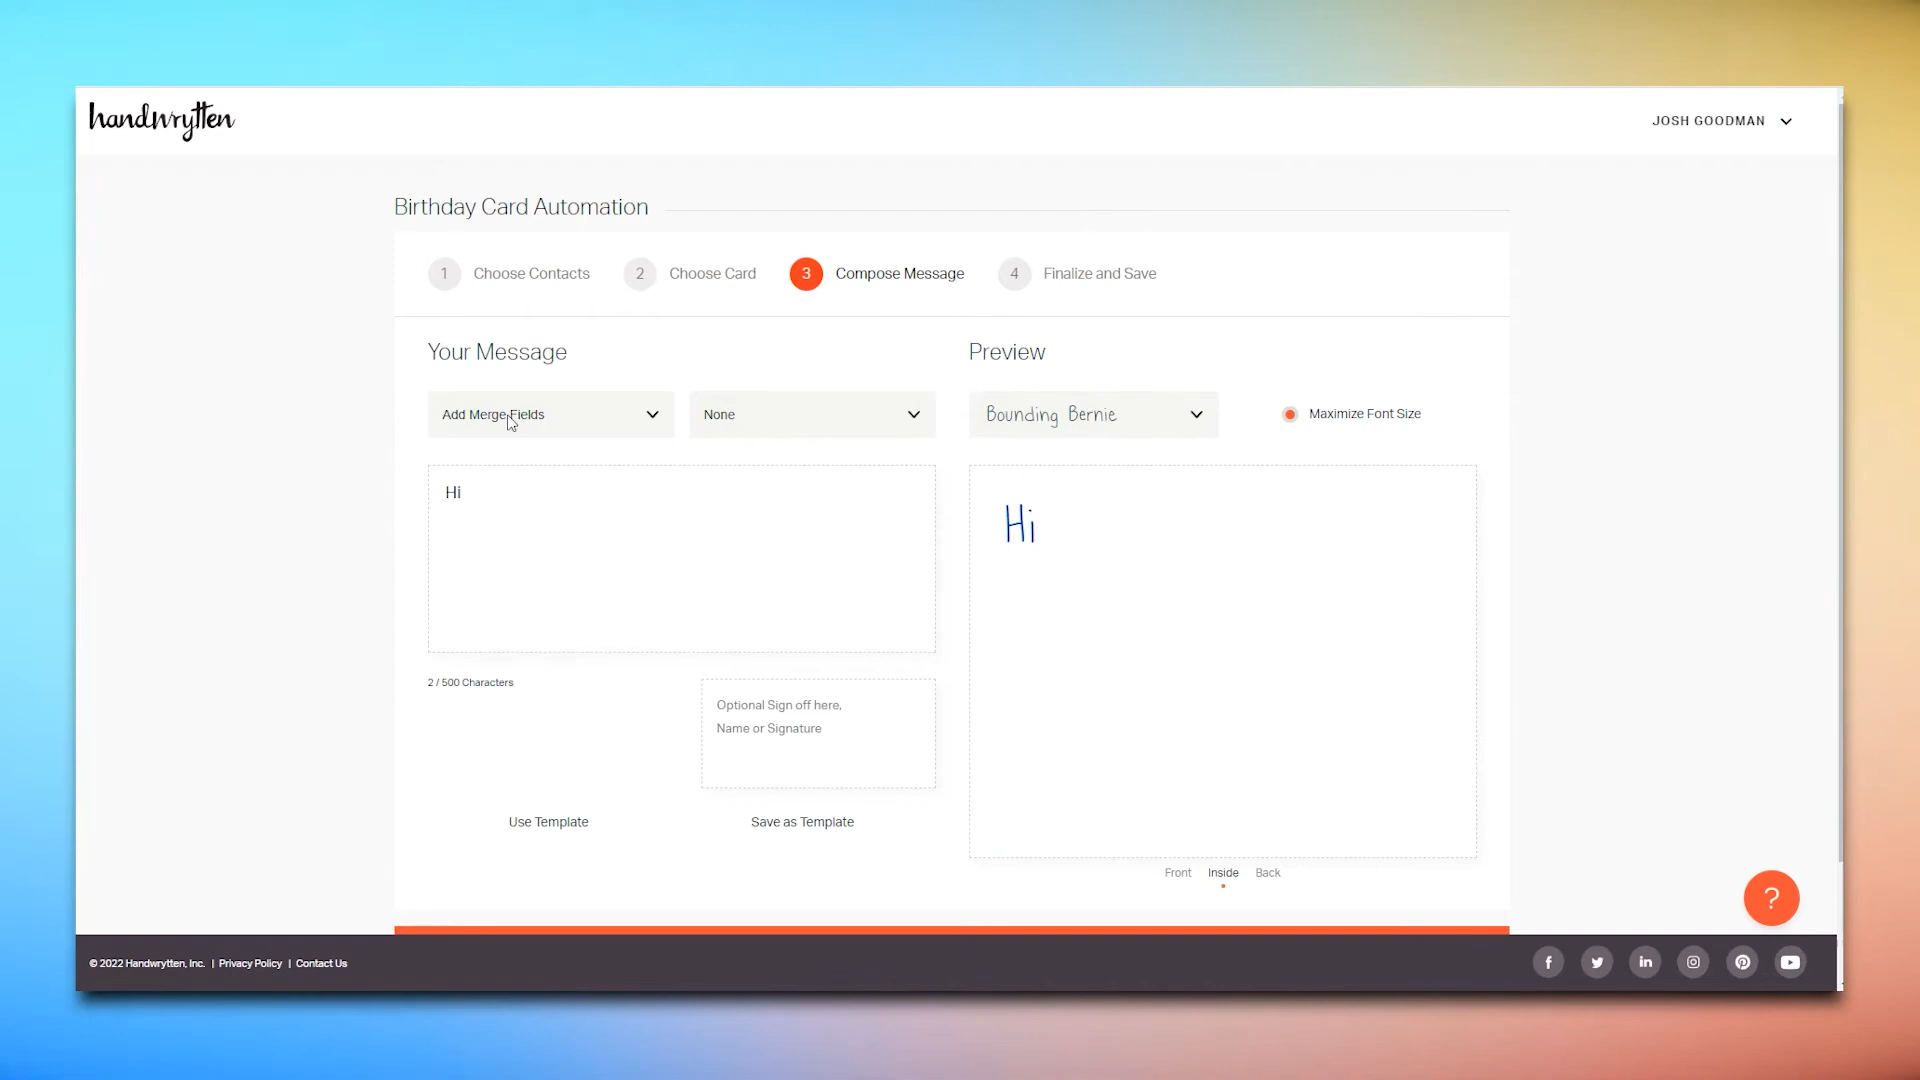 handwrytten
JOSH GOODMAN
Birthday Card Automation
1 Choose Contacts 2 Choose Card 3 Compose Message 4 Finalize and Save
Your Message
Preview
Add Merge Fields
None
Bounding Bernie
Maximize Font Size
Hi
Hi
2 / 500 Characters
Optional Sign off here,
Name or Signature
Use Template
Save as Template
Front Inside Back
?
© 2022 Handwrytten, Inc. | Privacy Policy | Contact Us